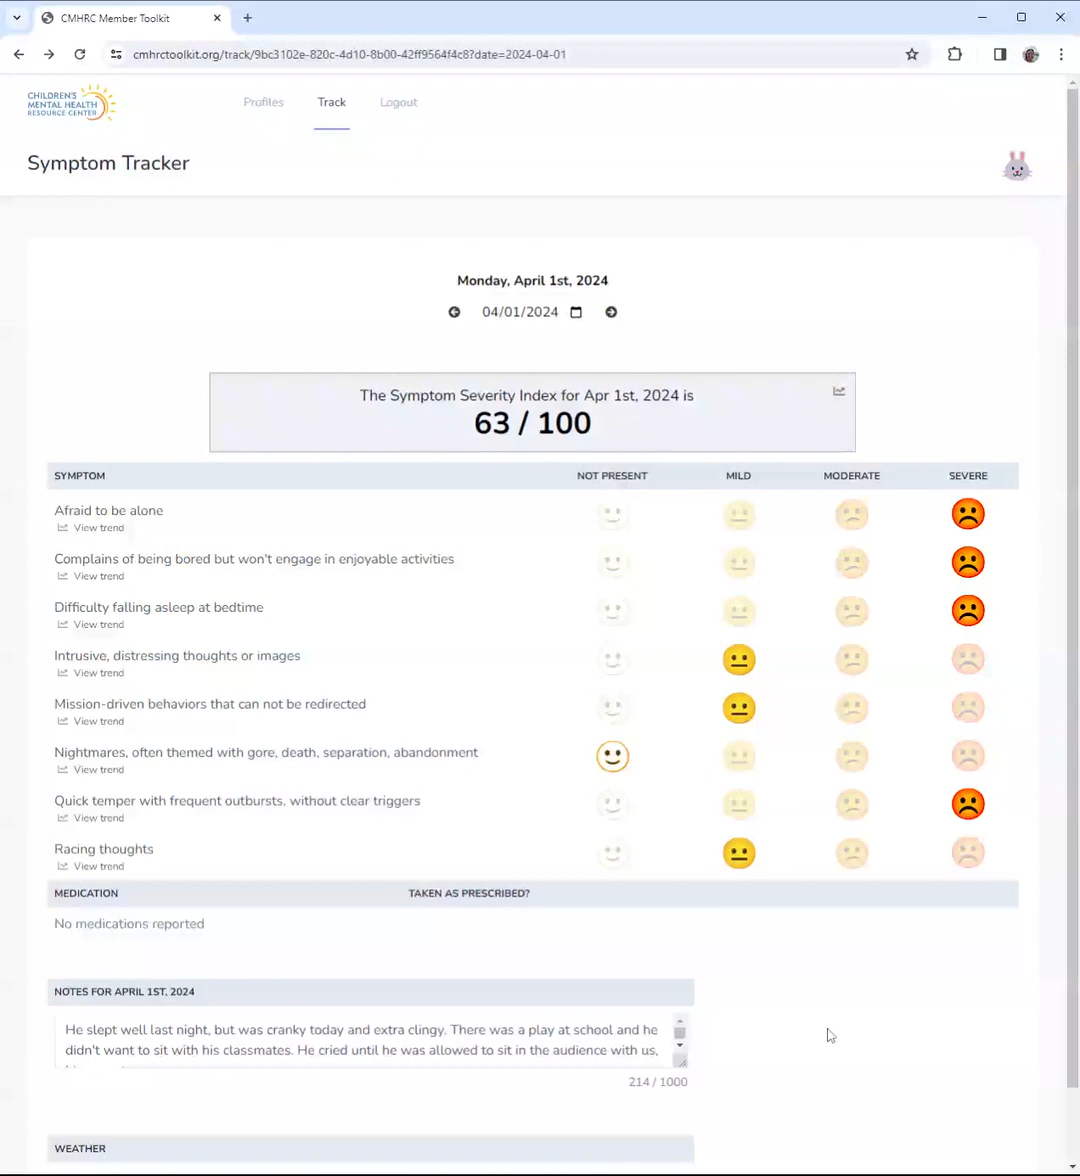 CMHRC Member Toolkit
cmhrctoolkit.org/track/9bc3102e-820c-4d10-8b00-42ff9564f4c8?date=2024-04-01
CHILDREN'S
MENTAL HEALTH
RESOURCE CENTER
Profiles
Track
Logout
Symptom Tracker
Monday, April 1st, 2024
04/01/2024
The Symptom Severity Index for Apr 1st, 2024 is
63 / 100
SYMPTOM NOT PRESENT MILD MODERATE SEVERE
Afraid to be alone
View trend
Complains of being bored but won't engage in enjoyable activities
View trend
Difficulty falling asleep at bedtime
View trend
Intrusive, distressing thoughts or images
View trend
Mission-driven behaviors that can not be redirected
View trend
Nightmares, often themed with gore, death, separation, abandonment
View trend
Quick temper with frequent outbursts, without clear triggers
View trend
Racing thoughts
View trend
MEDICATION TAKEN AS PRESCRIBED?
No medications reported
NOTES FOR APRIL 1ST, 2024
He slept well last night, but was cranky today and extra clingy. There was a play at school and he
didn't want to sit with his classmates. He cried until he was allowed to sit in the audience with us,
214 / 1000
WEATHER